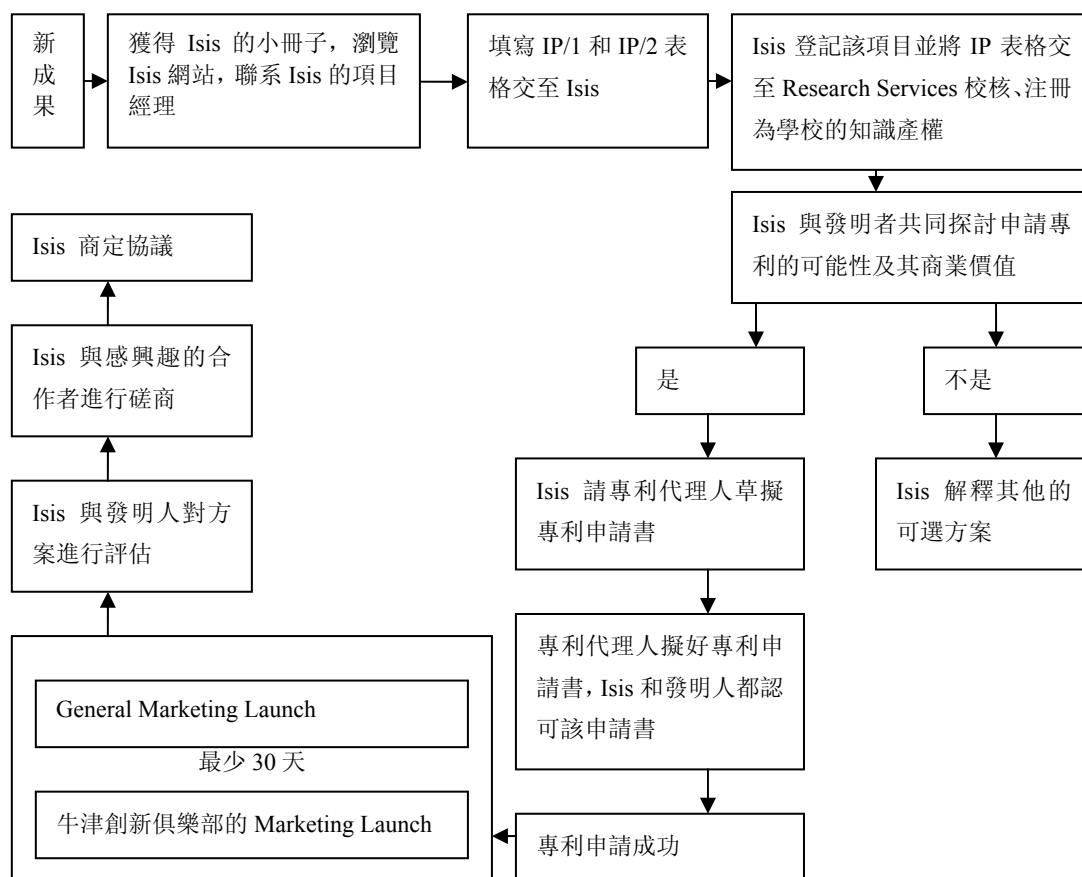 新
成
果
獲得 Isis 的小冊子，瀏覽
Isis 網站，聯系 Isis 的項目
經理
填寫 IP/1 和 IP/2 表
格交至 Isis
Isis 登記該項目並將 IP 表格交
至 Research Services 校核、注冊
為學校的知識產權
Isis 與發明者共同探討申請專
利的可能性及其商業價值
是
不是
Isis 請專利代理人草擬
專利申請書
Isis 解釋其他的
可選方案
專利代理人擬好專利申
請書，Isis 和發明人都認
可該申請書
專利申請成功
General Marketing Launch
最少 30 天
牛津創新俱樂部的 Marketing Launch
Isis 與發明人對方
案進行評估
Isis 與感興趣的合
作者進行磋商
Isis 商定協議